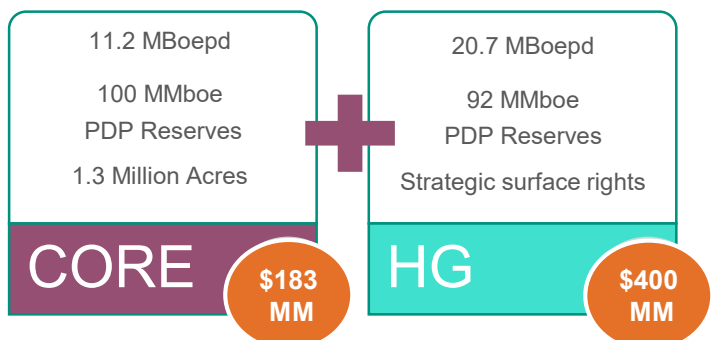 11.2 MBoepd
100 MMboe
PDP Reserves
1.3 Million Acres
CORE
$183
MM
20.7 MBoepd
92 MMboe
PDP Reserves
Strategic surface rights
HG
$400
MM